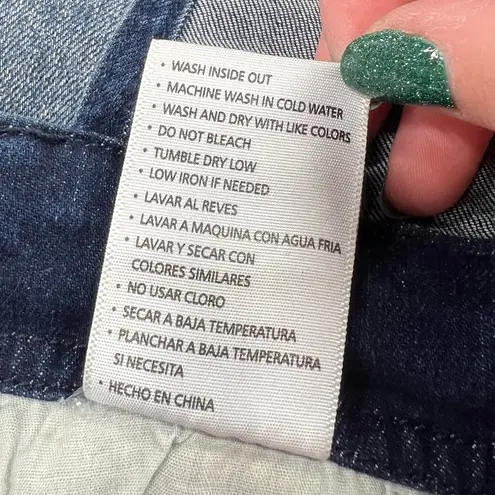 • WASH INSIDE OUT
• MACHINE WASH IN COLD WATER
• WASH AND DRY WITH LIKE COLORS
• DO NOT BLEACH
• TUMBLE DRY LOW
• LOW IRON IF NEEDED
• LAVAR AL REVES
• LAVAR A MAQUINA CON AGUA FRIA
• LAVAR Y SECAR CON
COLORES SIMILARES
• NO USAR CLORO
• SECAR A BAJA TEMPERATURA
• PLANCHAR A BAJA TEMPERATURA
SI NECESITA
• HECHO EN CHINA